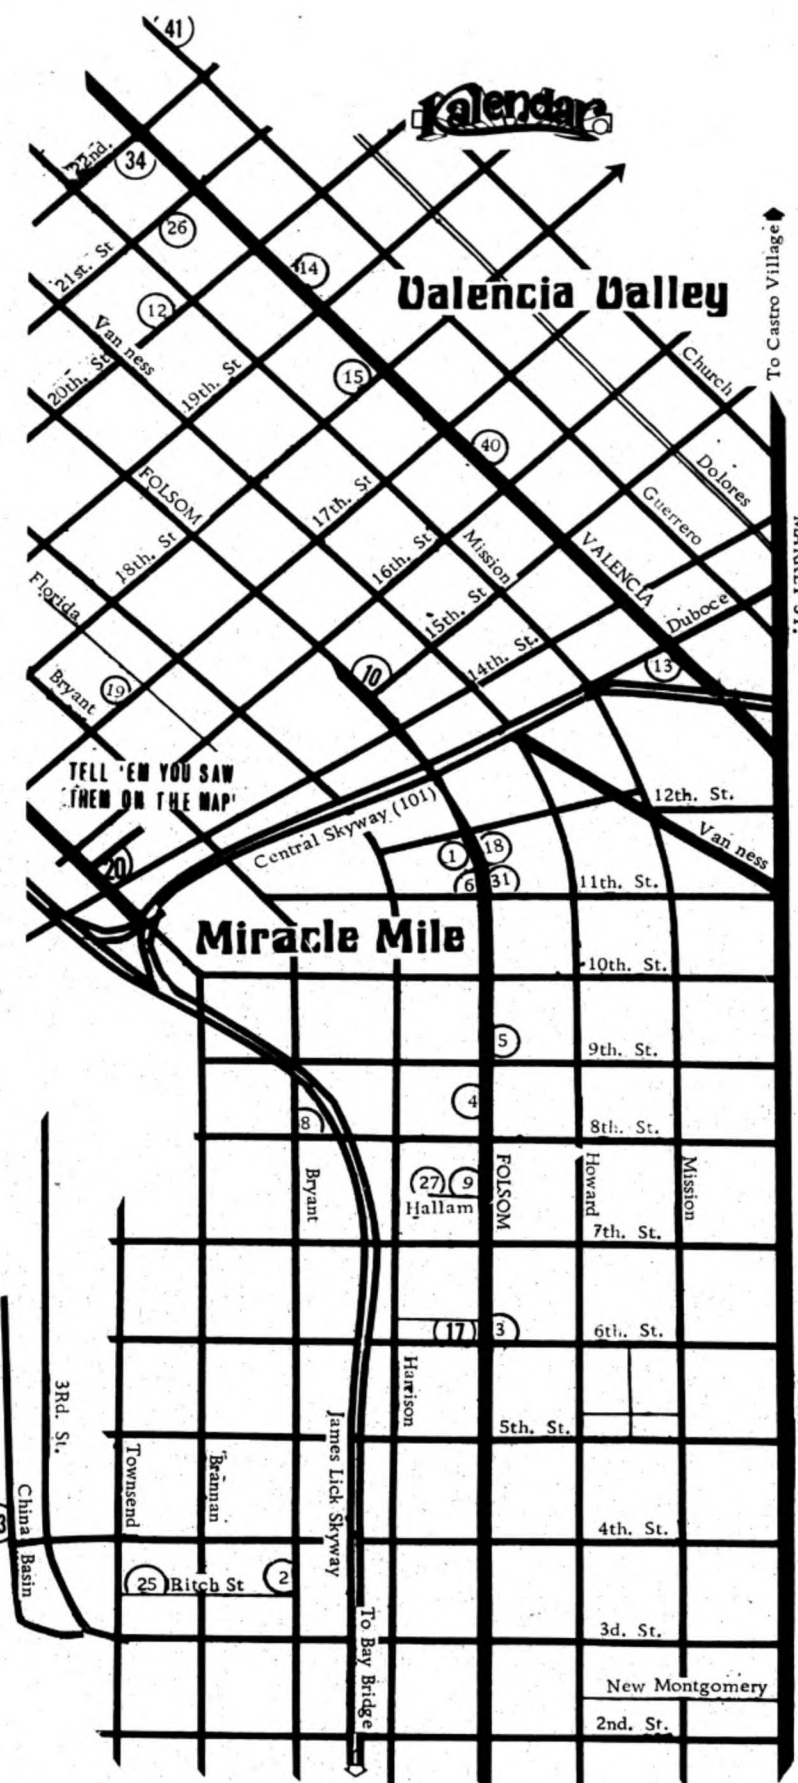 41
Kalendar
22nd.
34
26
21st. St
14
Valencia Valley
To Castro Village
12
Van ness
20th. St
19th. St
15
Church
40
Dolores
FOLSOM
17th. St
Guerrero
18th. St
16th. St
Mission
VALENCIA
Florida
15th. St
Duboce
14th. St.
13
10
Bryant
19
TELL 'EM YOU SAW
THEM ON THE MAP'
12th. St.
Central Skyway (101)
Van ness
1
18
20
6
31
11th. St.
Miracle Mile
10th. St.
5
9th. St.
4
8
8th. St.
Bryant
27
9
Hallam
FOLSOM
Howard
Mission
7th. St.
17
3
6th. St.
Harrison
3Rd. St.
James Lick Skyway
5th. St.
Townsend
Brannan
China Basin
4th. St.
25
Ritch St
2
To Bay Bridge
3d. St.
New Montgomery
2nd. St.